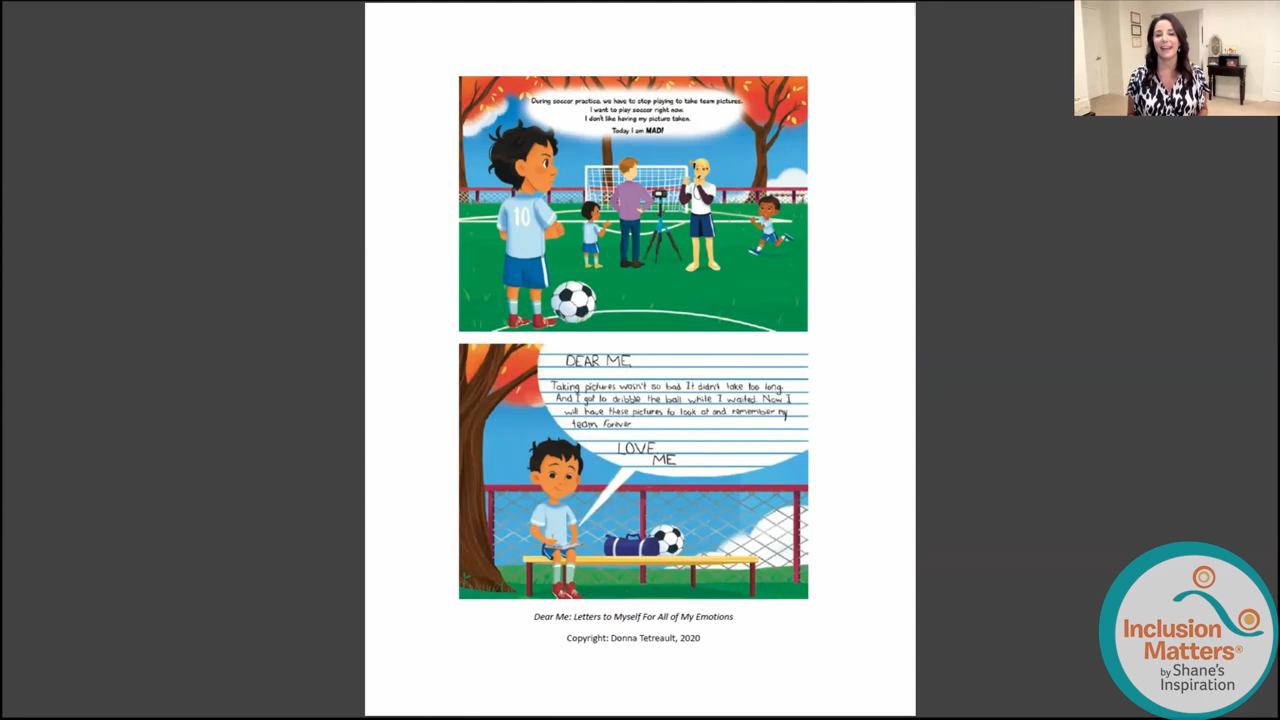 During soccer practice, we have to stop playing to take team pictures.
I want to play soccer right now.
I don't like having my picture taken.
Today I am MAD!
10
DEAR ME,
Taking pictures wasn't so bad. It didn't take too long.
And I got to dribble the ball while I waited. Now I
will have these pictures to look at and remember my
team forever.
LOVE,
ME
Dear Me: Letters to Myself For All of My Emotions
Copyright: Donna Tetreault, 2020
Inclusion
Matters®
by Shane's
Inspiration